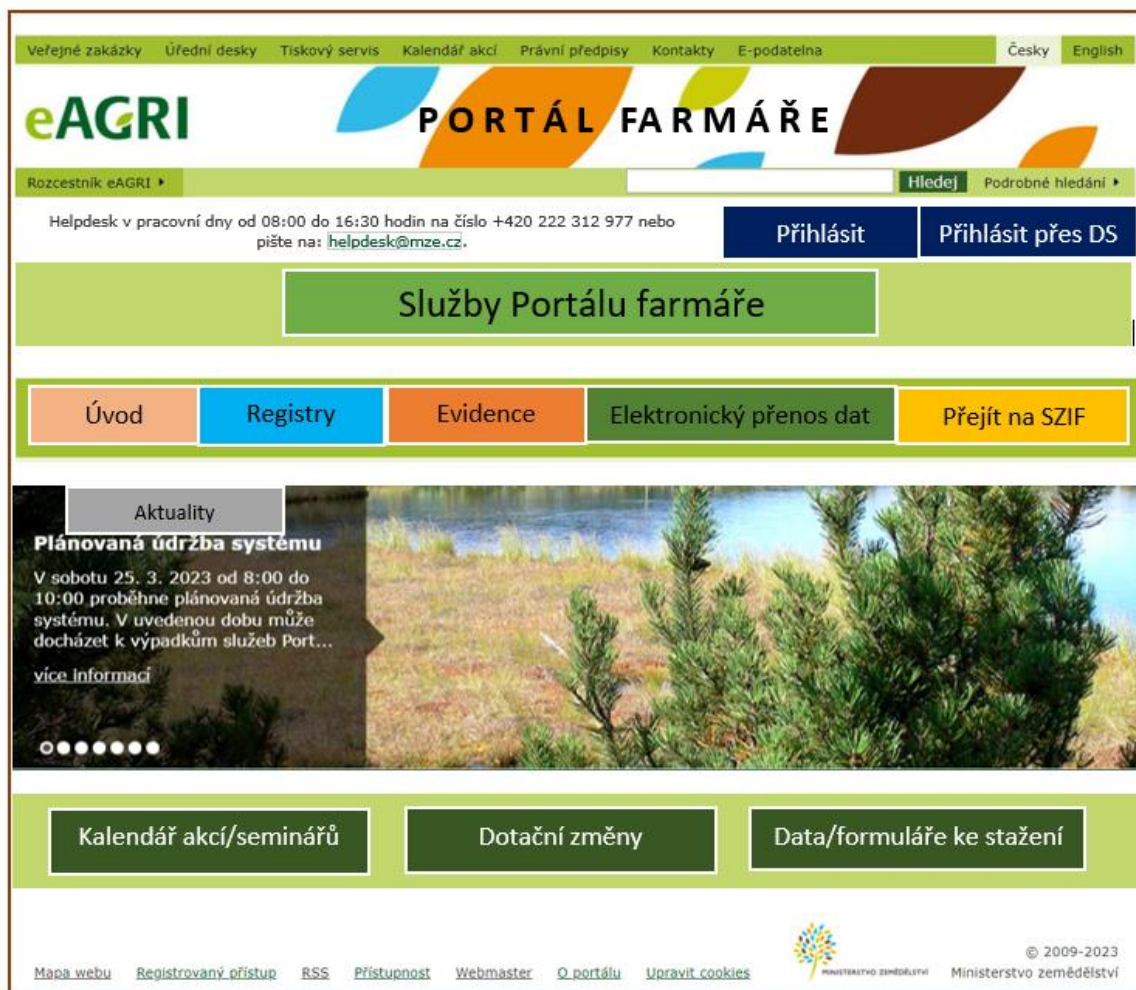 Veřejné zakázky Úřední desky Tiskový servis Kalendář akcí Právní předpisy Kontakty E-podatelna Česky English
eAGRI PORTÁL FARMÁŘE
Rozcestník eAGRI Hledej Podrobné hledání
Helpdesk v pracovní dny od 08:00 do 16:30 hodin na číslo +420 222 312 977 nebo
pište na: helpdesk@mze.cz.
Přihlásit Přihlásit přes DS
Služby Portálu farmáře
Úvod Registry Evidence Elektronický přenos dat Přejít na SZIF
Aktuality
Plánovaná údržba systému
V sobotu 25. 3. 2023 od 8:00 do
10:00 proběhne plánovaná údržba
systému. V uvedenou dobu může
docházet k výpadkům služeb Port...
více informací
Kalendář akcí/seminářů Dotační změny Data/formuláře ke stažení
MINISTERSTVO ZEMĚDĚLSTVÍ
© 2009-2023
Mapa webu Registrovaný přístup RSS Přístupnost Webmaster O portálu Upravit cookies Ministerstvo zemědělství